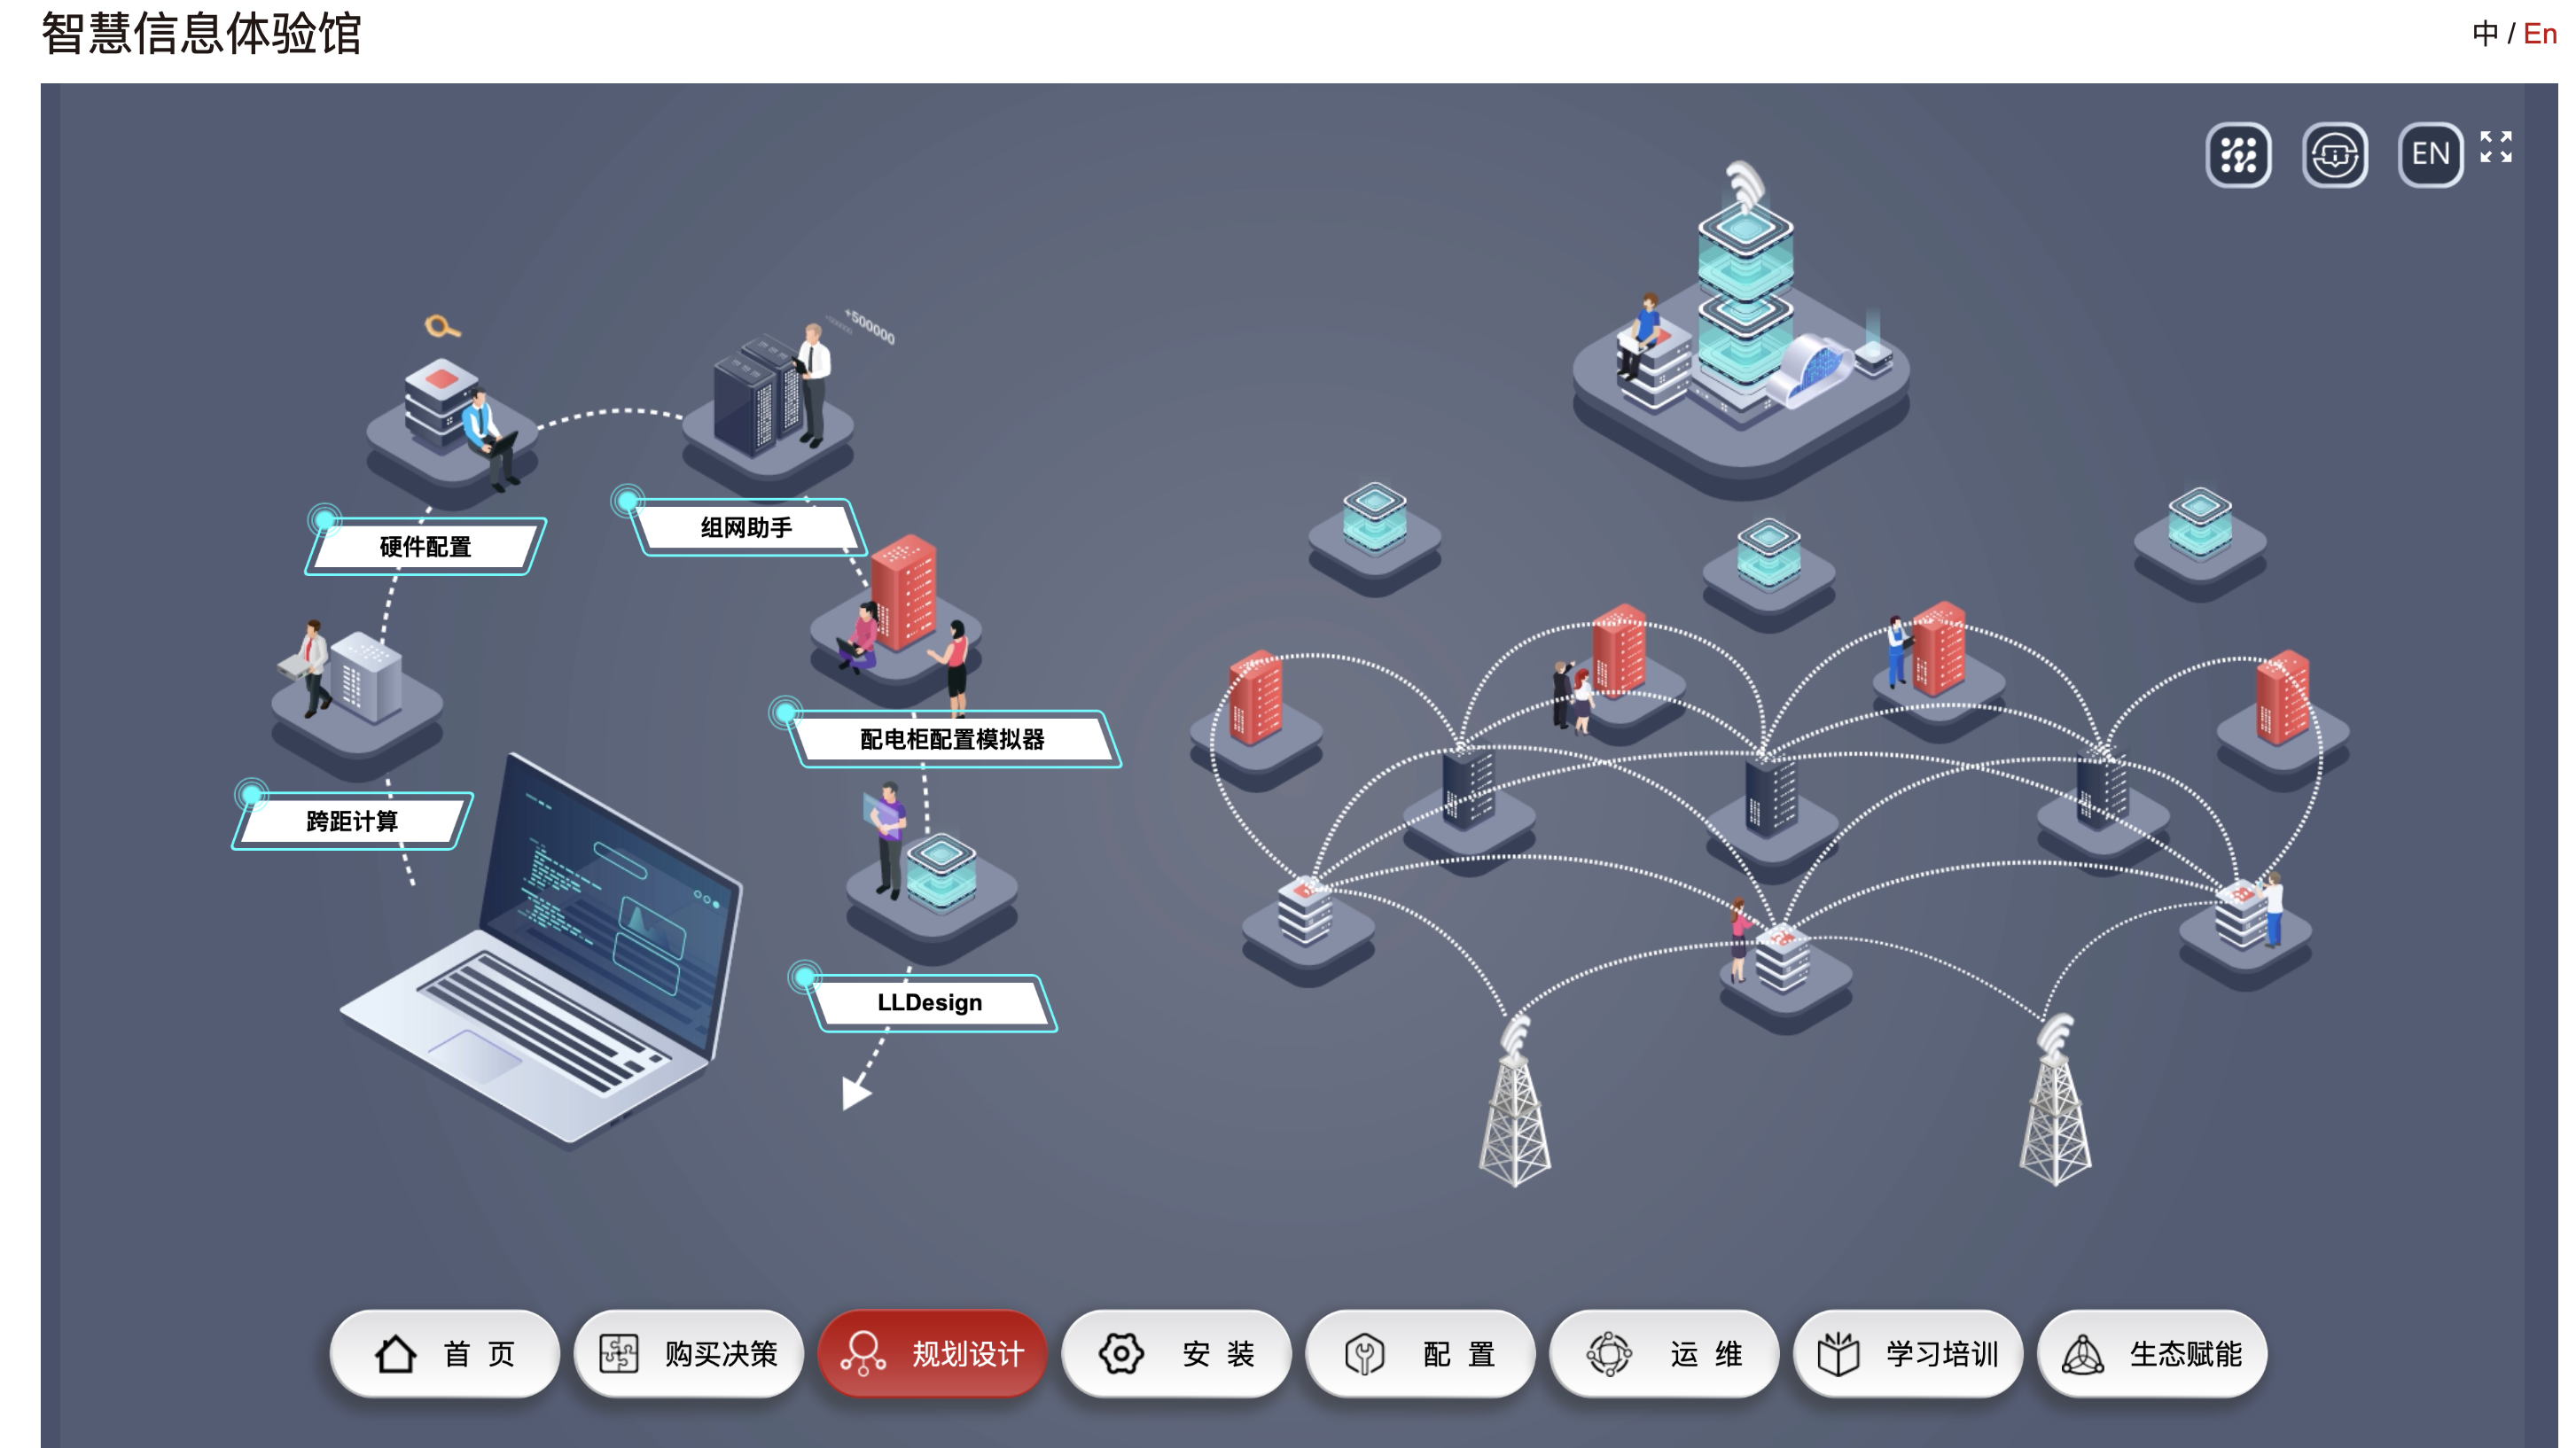 智慧信息体验馆
中 / En
EN
+500000
硬件配置
组网助手
配电柜配置模拟器
跨距计算
LLDesign
首 页
购买决策
规划设计
安 装
配 置
运 维
学习培训
生态赋能